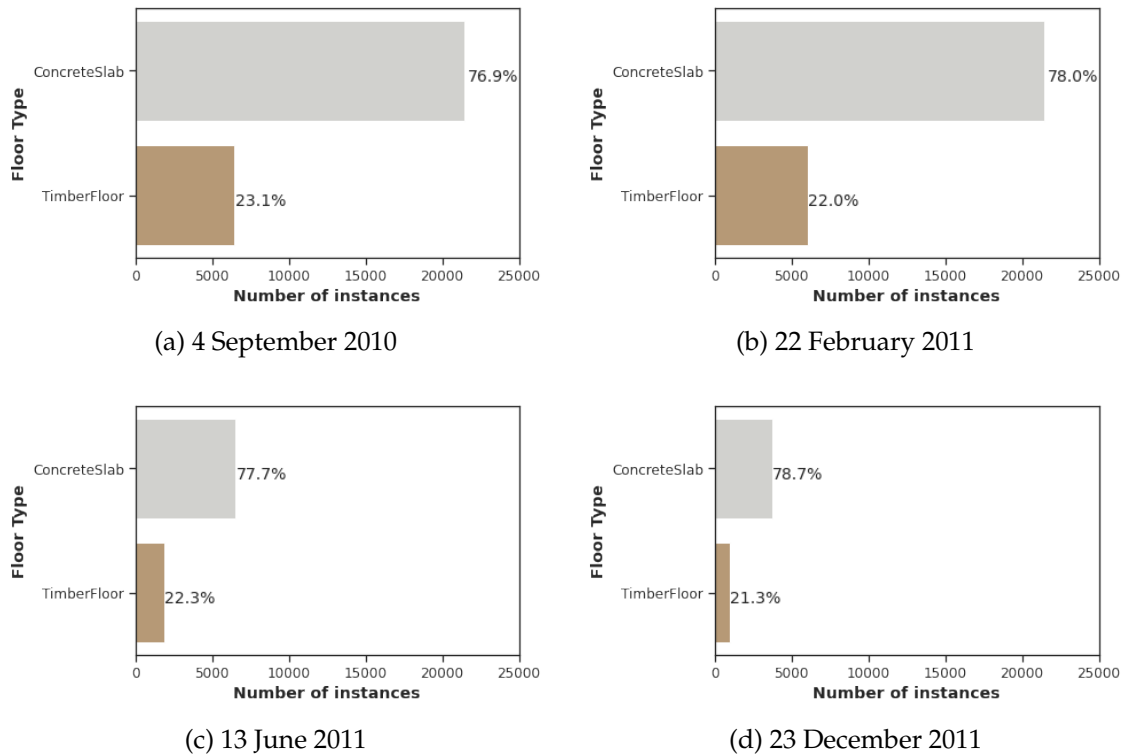 Floor Type
ConcreteSlab
76.9%
TimberFloor
23.1%
0 5000 10000 15000 20000 25000
Number of instances
(a) 4 September 2010
Floor Type
ConcreteSlab
78.0%
TimberFloor
22.0%
0 5000 10000 15000 20000 25000
Number of instances
(b) 22 February 2011
Floor Type
ConcreteSlab
77.7%
TimberFloor
22.3%
0 5000 10000 15000 20000 25000
Number of instances
(c) 13 June 2011
Floor Type
ConcreteSlab
78.7%
TimberFloor
21.3%
0 5000 10000 15000 20000 25000
Number of instances
(d) 23 December 2011